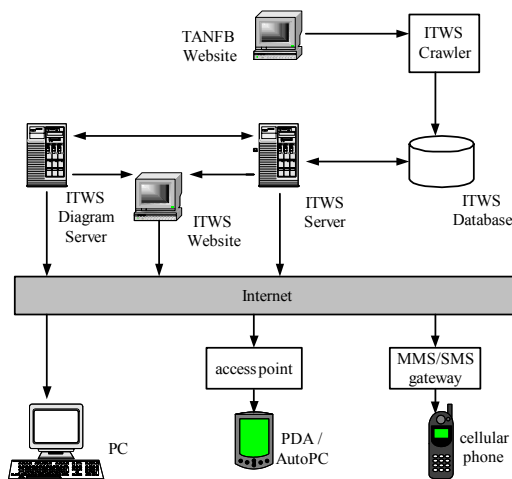 TANFB
Website
ITWS
Crawler
ITWS
Diagram
Server
ITWS
Website
ITWS
Server
ITWS
Database
Internet
access point
MMS/SMS
gateway
PC
PDA /
AutoPC
cellular
phone